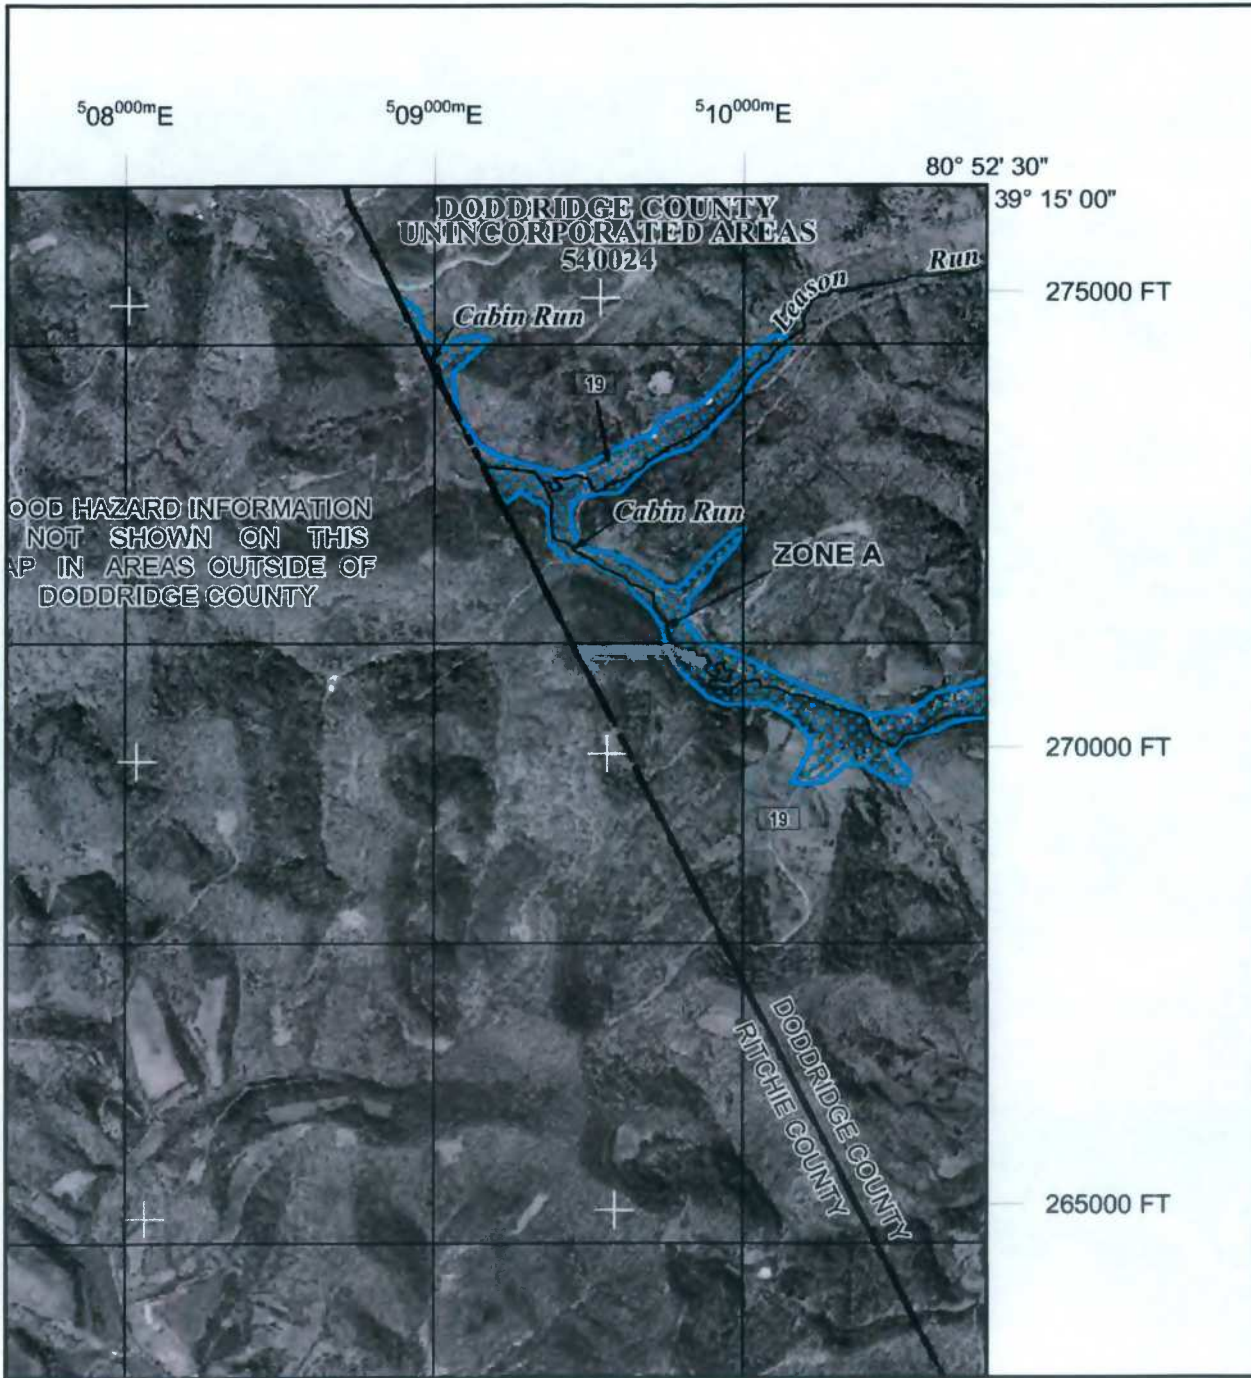 ⁵08⁰⁰⁰ᵐE ⁵09⁰⁰⁰ᵐE ⁵10⁰⁰⁰ᵐE
80° 52' 30"
39° 15' 00"
DODDRIDGE COUNTY
UNINCORPORATED AREAS
540024
Leason Run
275000 FT
Cabin Run
19
OOD HAZARD INFORMATION
NOT SHOWN ON THIS
AP IN AREAS OUTSIDE OF
DODDRIDGE COUNTY
Cabin Run
ZONE A
270000 FT
19
DODDRIDGE COUNTY
RITCHIE COUNTY
265000 FT